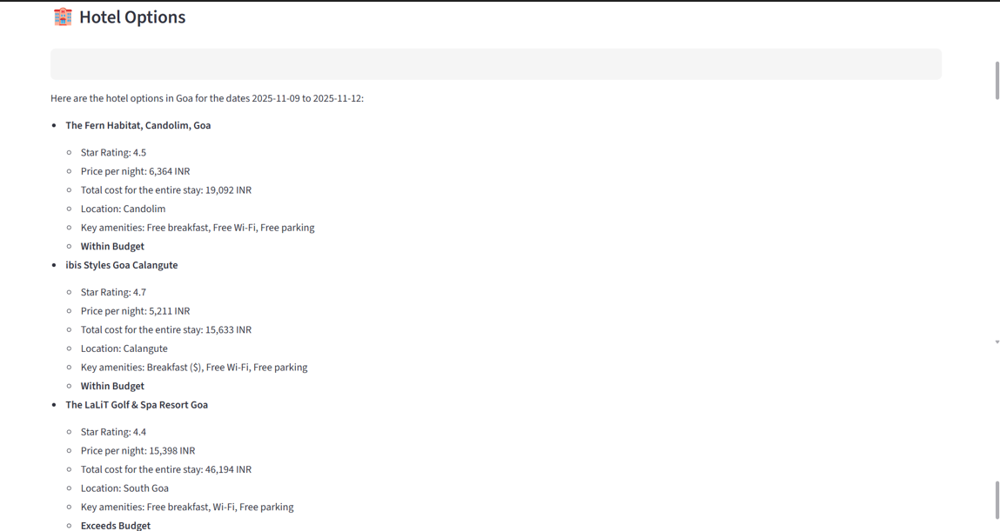 Hotel Options
Here are the hotel options in Goa for the dates 2025-11-09 to 2025-11-12:
The Fern Habitat, Candolim, Goa
Star Rating: 4.5
Price per night: 6,364 INR
Total cost for the entire stay: 19,092 INR
Location: Candolim
Key amenities: Free breakfast, Free Wi-Fi, Free parking
Within Budget
ibis Styles Goa Calangute
Star Rating: 4.7
Price per night: 5,211 INR
Total cost for the entire stay: 15,633 INR
Location: Calangute
Key amenities: Breakfast ($), Free Wi-Fi, Free parking
Within Budget
The LaLiT Golf & Spa Resort Goa
Star Rating: 4.4
Price per night: 15,398 INR
Total cost for the entire stay: 46,194 INR
Location: South Goa
Key amenities: Free breakfast, Wi-Fi, Free parking
Exceeds Budget